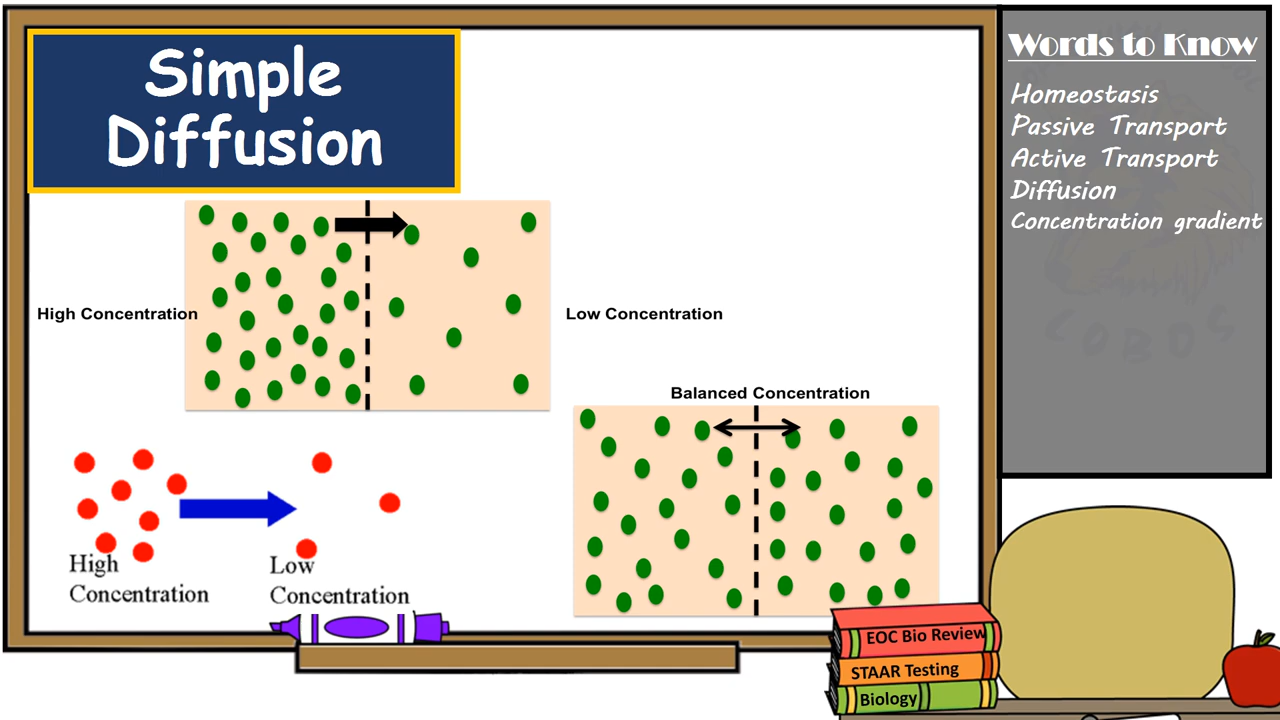 Simple
Diffusion
High Concentration
Low Concentration
Balanced Concentration
High
Concentration
Low
Concentration
Words to Know
Homeostasis
Passive Transport
Active Transport
Diffusion
Concentration gradient
COBOS
EOC Bio Review
STAAR Testing
Biology